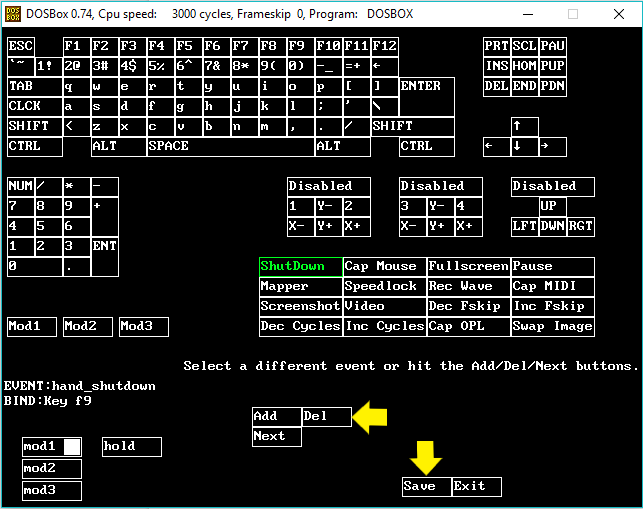 DOS BOX DOSBox 0.74, Cpu speed: 3000 cycles, Frameskip 0, Program: DOSBOX
ESC F1 F2 F3 F4 F5 F6 F7 F8 F9 F10 F11 F12 PRT SCL PAU
`~ 1! 2@ 3# 4$ 5% 6^ 7& 8* 9( 0) -_ =+ ← INS HOM PUP
TAB q w e r t y u i o p [ ] ENTER DEL END PDN
CLCK a s d f g h j k l ; ' \
SHIFT < z x c v b n m , . / SHIFT ↑
CTRL ALT SPACE ALT CTRL ← ↓ →
NUM / * - Disabled Disabled Disabled
7 8 9 + 1 Y- 2 3 Y- 4 UP
4 5 6 X- Y+ X+ X- Y+ X+ LFT DWN RGT
1 2 3 ENT
0 .
ShutDown Cap Mouse Fullscreen Pause
Mapper Speedlock Rec Wave Cap MIDI
Screenshot Video Dec Fskip Inc Fskip
Dec Cycles Inc Cycles Cap OPL Swap Image
Mod1 Mod2 Mod3
Select a different event or hit the Add/Del/Next buttons.
EVENT:hand_shutdown
BIND:Key f9
Add Del
Next
mod1 hold
mod2
mod3
Save Exit